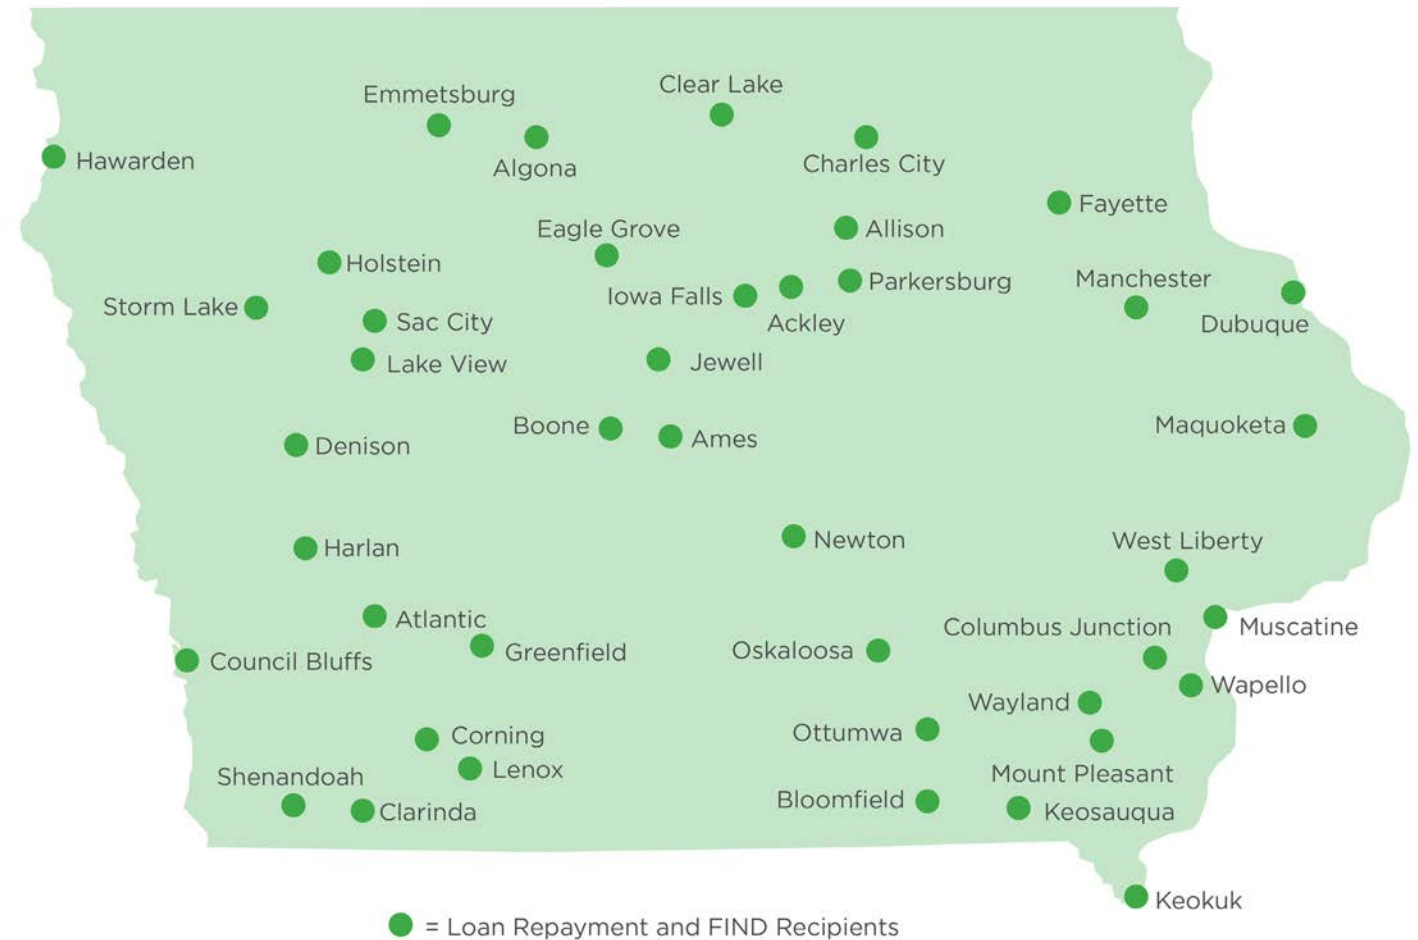 Clear Lake
Emmetsburg
Hawarden
Algona
Charles City
Fayette
Eagle Grove
Allison
Holstein
Manchester
Parkersburg
Iowa Falls
Storm Lake
Sac City
Ackley
Dubuque
Jewell
Lake View
Boone
Maquoketa
Ames
Denison
Newton
West Liberty
Harlan
Atlantic
Columbus Junction
Muscatine
Oskaloosa
Greenfield
Council Bluffs
Wapello
Wayland
Ottumwa
Corning
Lenox
Mount Pleasant
Shenandoah
Bloomfield
Clarinda
Keosauqua
Keokuk
= Loan Repayment and FIND Recipients